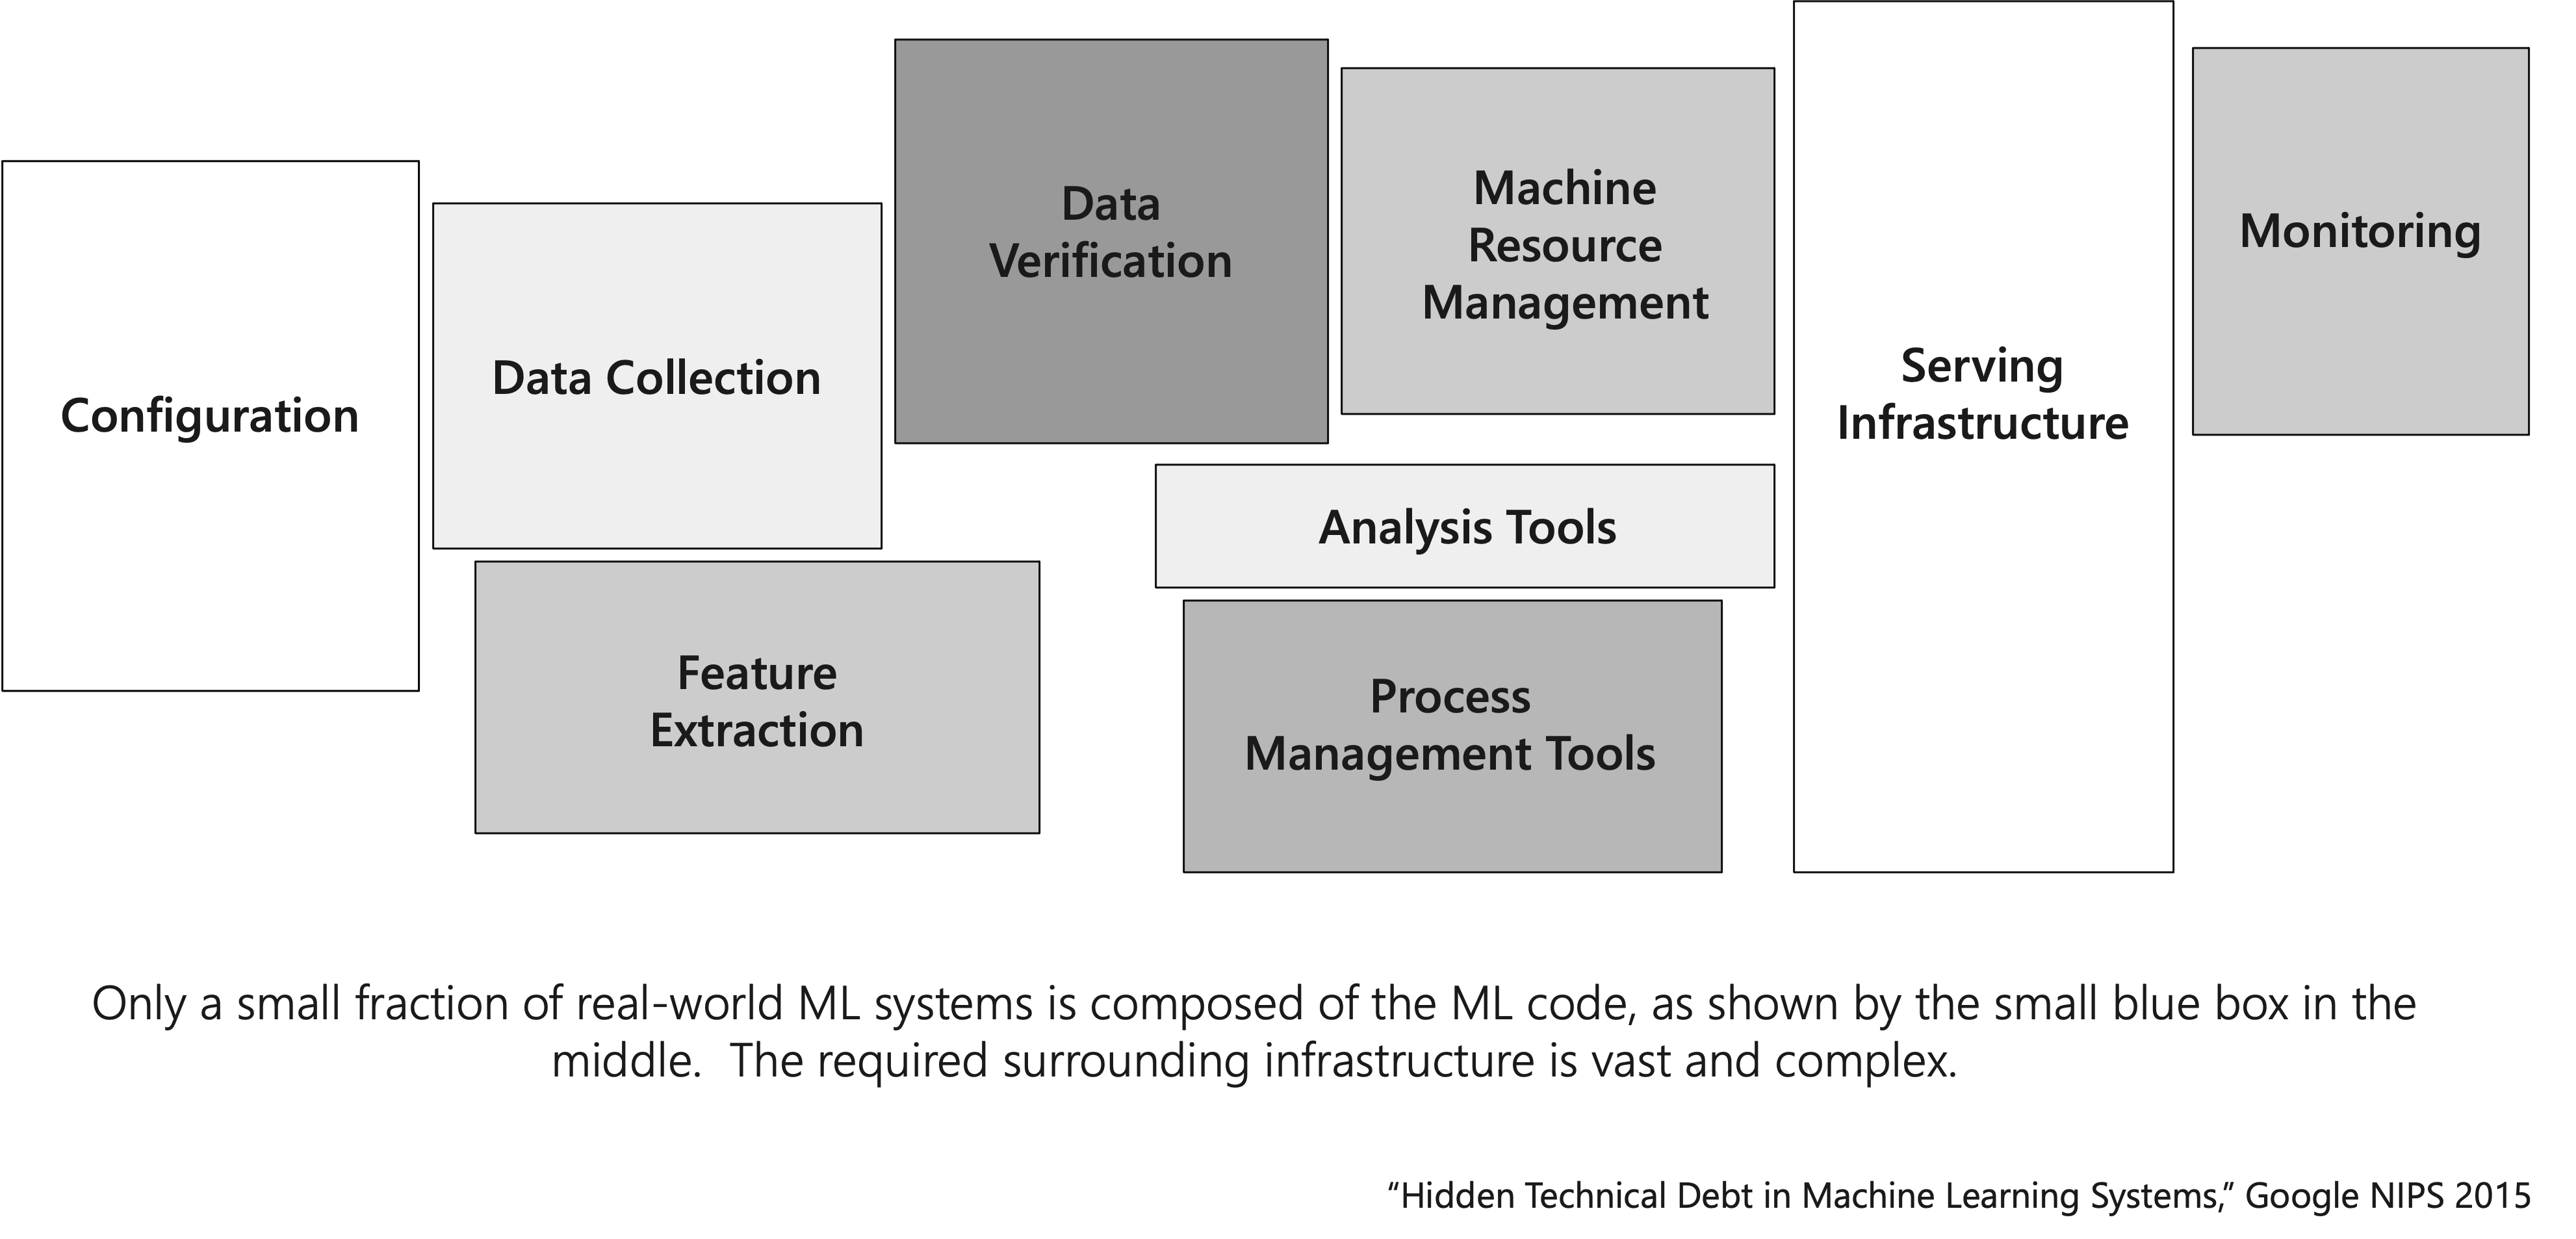 Configuration
Data Collection
Feature
Extraction
Data
Verification
Machine
Resource
Management
Analysis Tools
Process
Management Tools
Serving
Infrastructure
Monitoring
Only a small fraction of real-world ML systems is composed of the ML code, as shown by the small blue box in the
middle.  The required surrounding infrastructure is vast and complex.
“Hidden Technical Debt in Machine Learning Systems,” Google NIPS 2015